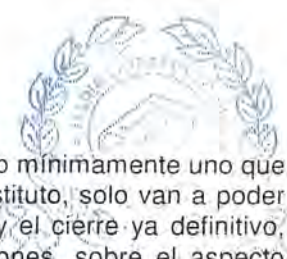 o mínimamente uno que
stituto, solo van a poder
y el cierre ya definitivo,
ones, sobre el aspecto